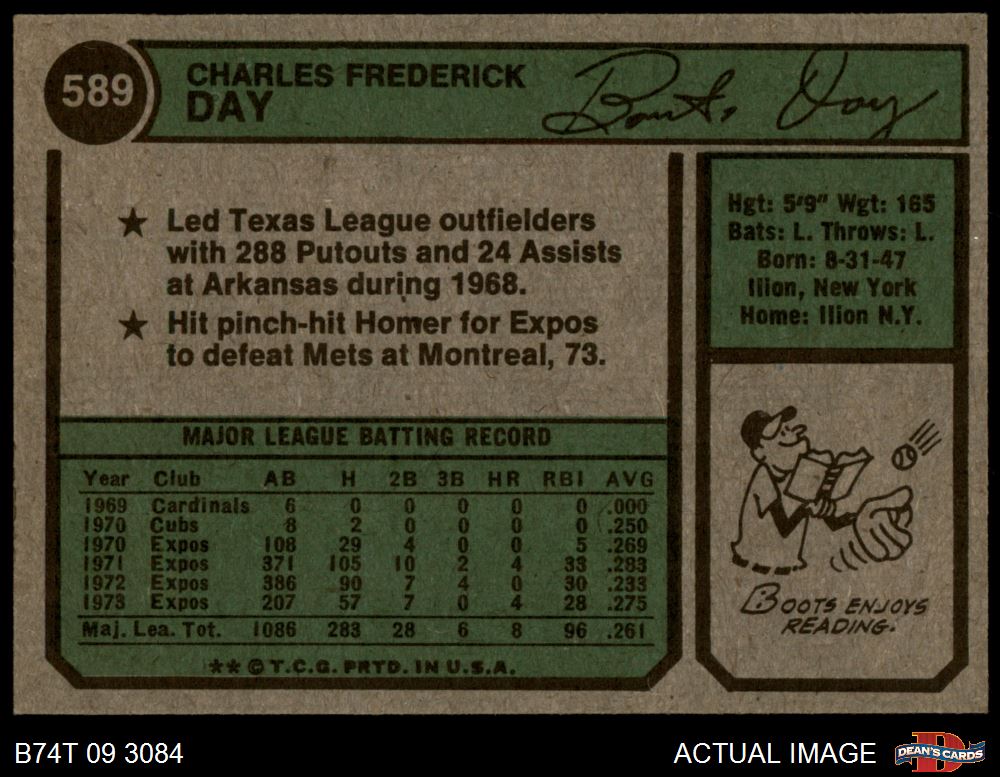 589
CHARLES FREDERICK
DAY
Boots Day
★ Led Texas League outfielders
with 288 Putouts and 24 Assists
at Arkansas during 1968.
★ Hit pinch-hit Homer for Expos
to defeat Mets at Montreal, 73.
Hgt: 5'9" Wgt: 165
Bats: L. Throws: L.
Born: 8-31-47
Ilion, New York
Home: Ilion N.Y.
MAJOR LEAGUE BATTING RECORD
Year Club AB H 2B 3B HR RBI AVG
1969 Cardinals 6 0 0 0 0 0 .000
1970 Cubs 8 2 0 0 0 0 .250
1970 Expos 108 29 4 0 0 5 .269
1971 Expos 371 105 10 2 4 33 .283
1972 Expos 386 90 7 4 0 30 .233
1973 Expos 207 57 7 0 4 28 .275
Maj. Lea. Tot. 1086 283 28 6 8 96 .261
★★ © T.C.G. PRTD. IN U.S.A.
BOOTS ENJOYS
READING.
B74T 09 3084
ACTUAL IMAGE
B
DEAN'S CARDS